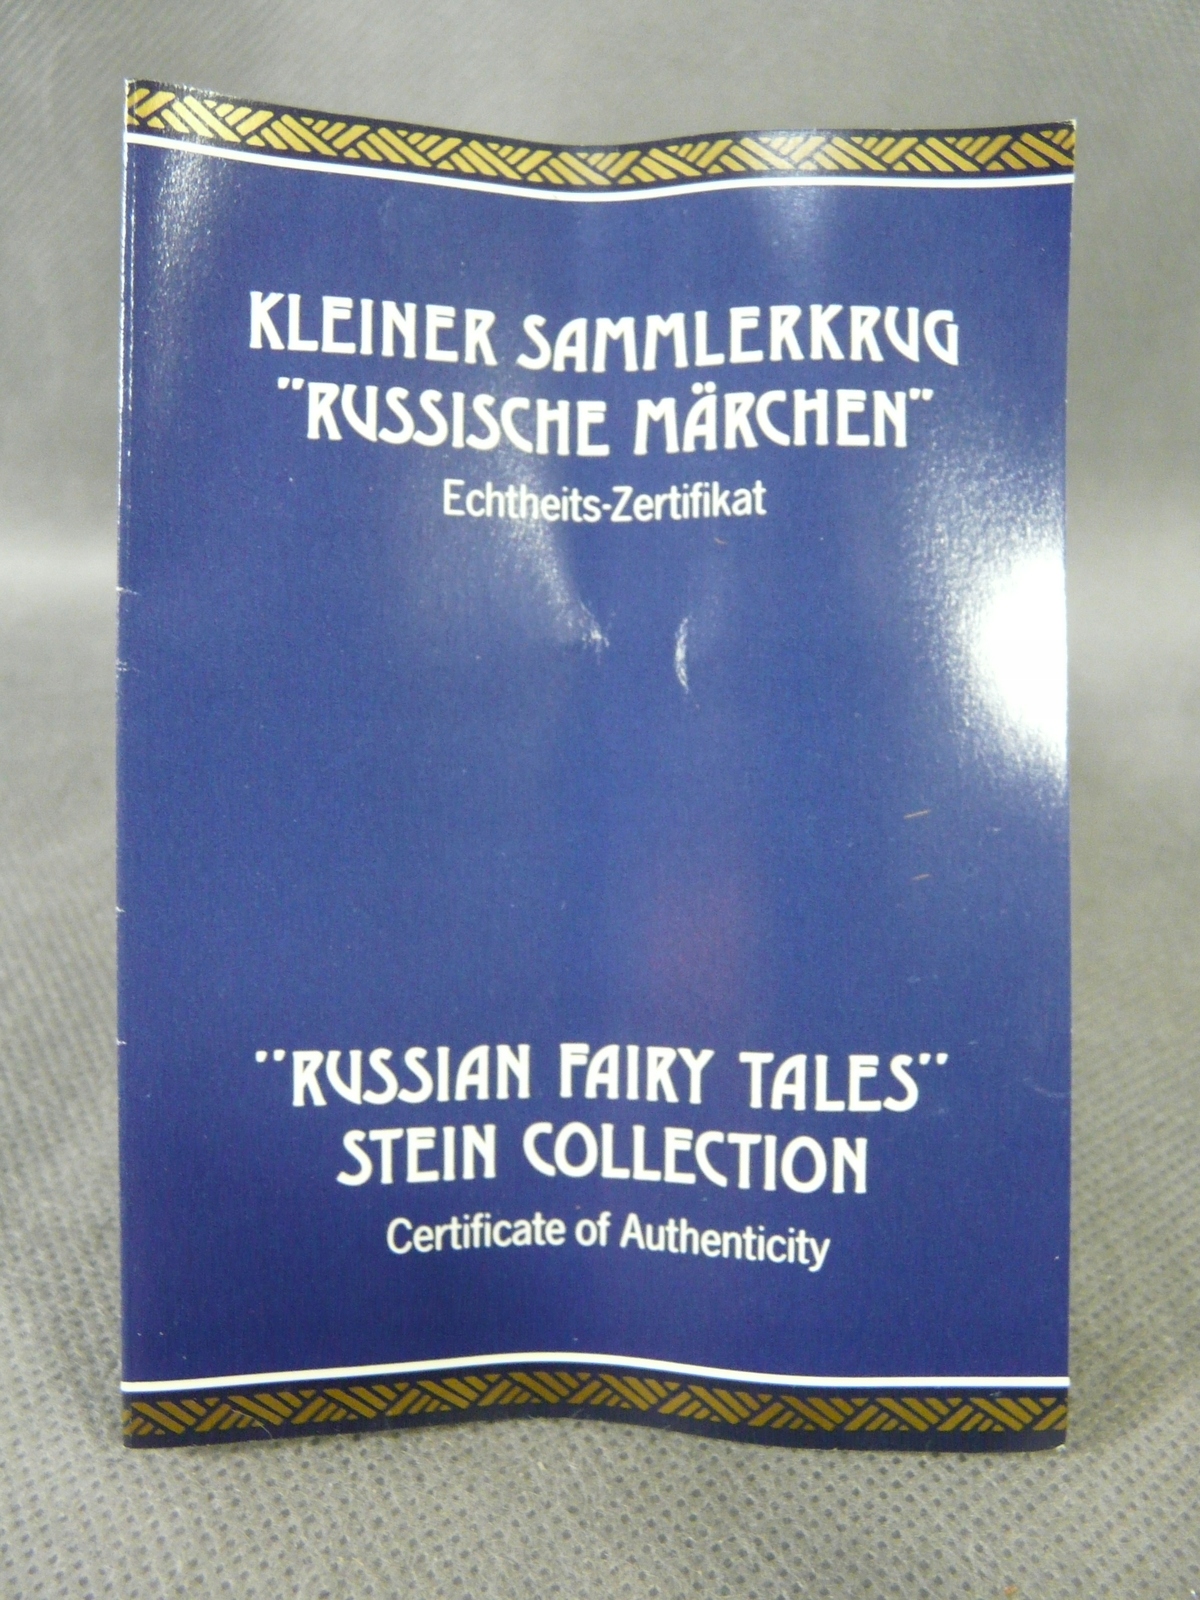 KLEINER SAMMLERKRUG
"RUSSISCHE MÄRCHEN"
Echtheits-Zertifikat
"RUSSIAN FAIRY TALES"
STEIN COLLECTION
Certificate of Authenticity